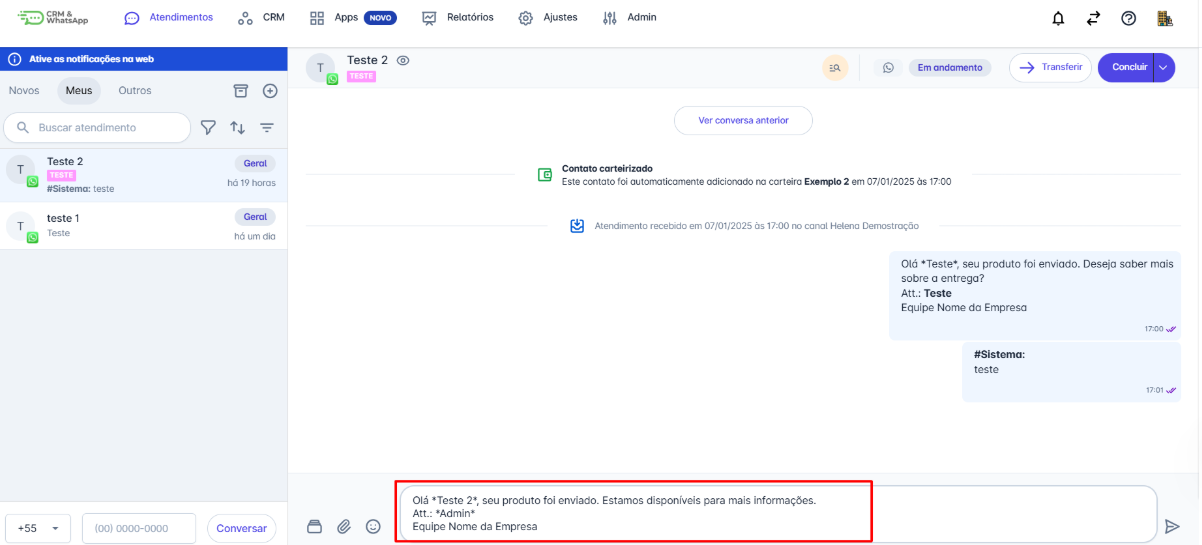 CRM &
WhatsApp
Atendimentos
CRM
Apps NOVO
Relatórios
Ajustes
Admin
Ative as notificações na web
Novos
Meus
Outros
Buscar atendimento
T
Teste 2
Geral
TESTE
#Sistema: teste
há 19 horas
T
teste 1
Geral
Teste
há um dia
+55
(00) 0000-0000
Conversar
T
Teste 2
TESTE
Em andamento
Transferir
Concluir
Ver conversa anterior
Contato carteirizado
Este contato foi automaticamente adicionado na carteira Exemplo 2 em 07/01/2025 às 17:00
Atendimento recebido em 07/01/2025 às 17:00 no canal Helena Demostração
Olá *Teste*, seu produto foi enviado. Deseja saber mais
sobre a entrega?
Att.: Teste
Equipe Nome da Empresa
17:00
#Sistema:
teste
17:01
Olá *Teste 2*, seu produto foi enviado. Estamos disponíveis para mais informações.
Att.: *Admin*
Equipe Nome da Empresa